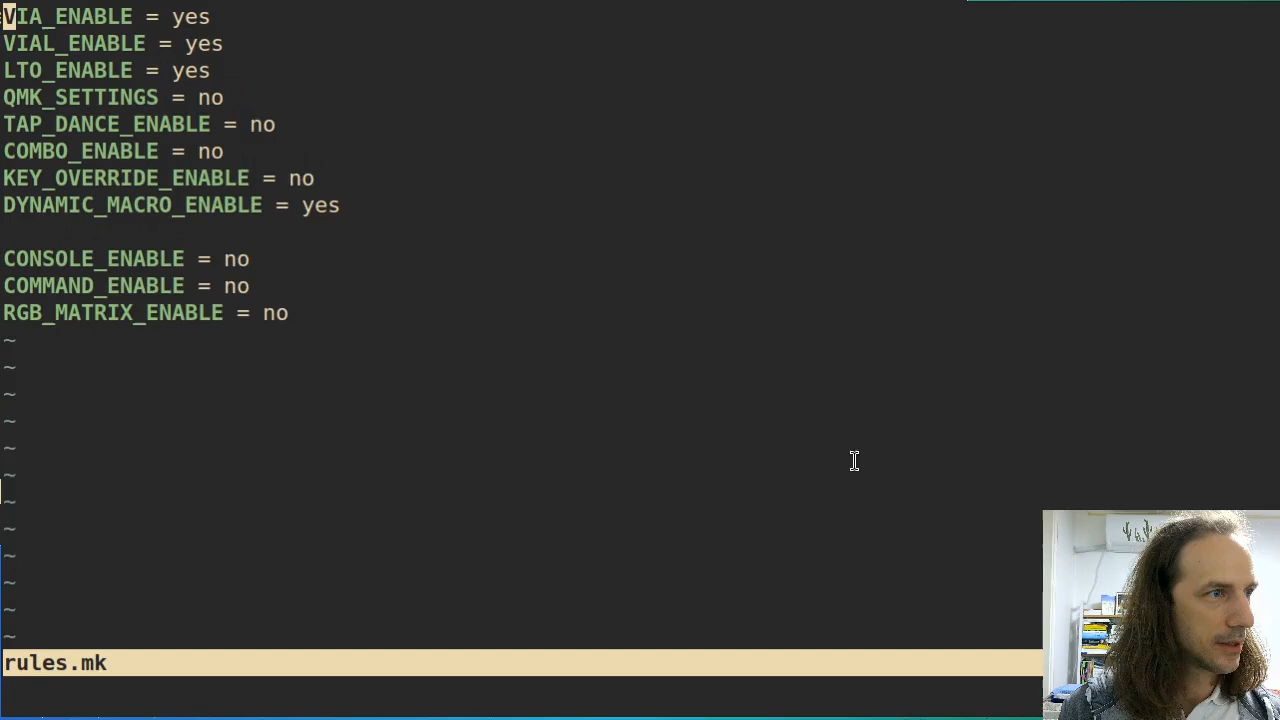 VIA_ENABLE = yes
VIAL_ENABLE = yes
LTO_ENABLE = yes
QMK_SETTINGS = no
TAP_DANCE_ENABLE = no
COMBO_ENABLE = no
KEY_OVERRIDE_ENABLE = no
DYNAMIC_MACRO_ENABLE = yes
CONSOLE_ENABLE = no
COMMAND_ENABLE = no
RGB_MATRIX_ENABLE = no
~
~
~
~
~
~
~
~
~
~
~
~
rules.mk